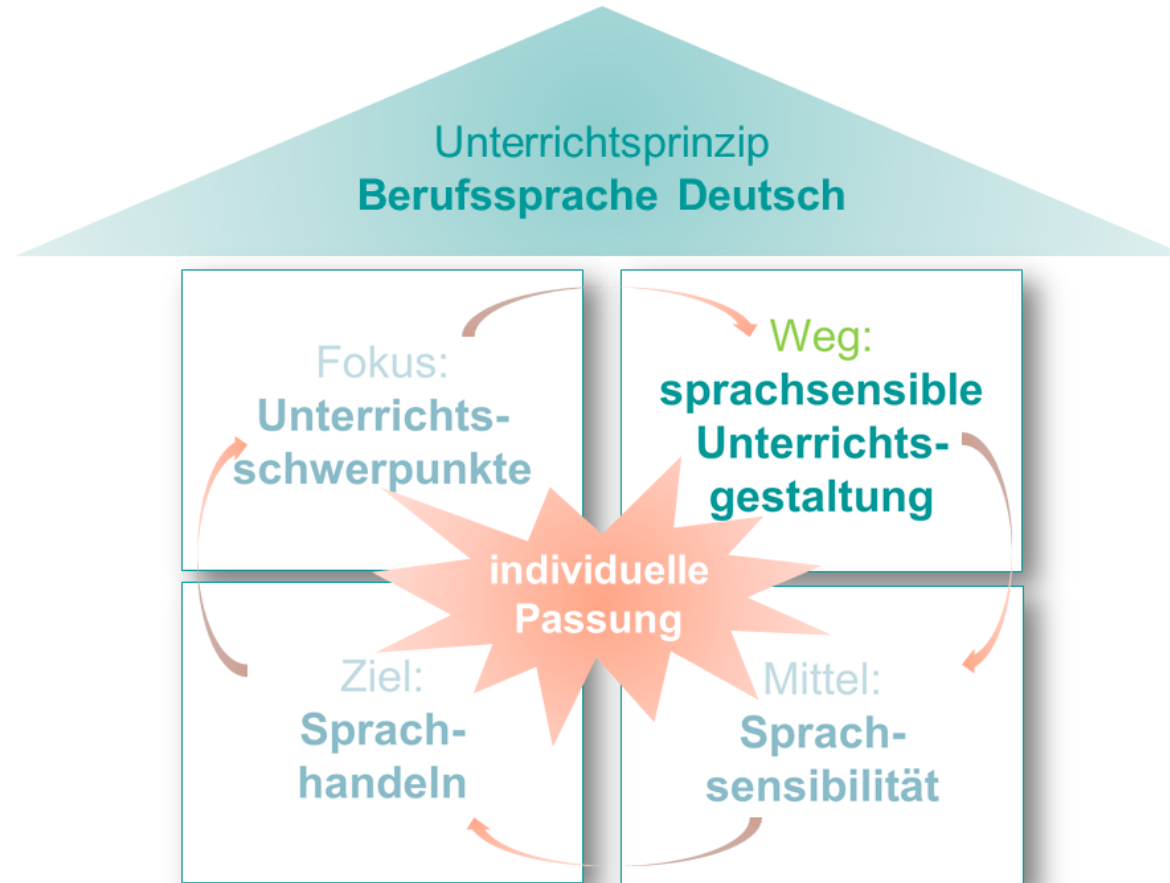 Unterrichtsprinzip
Berufssprache Deutsch
Fokus:
Unterrichts-
schwerpunkte
Weg:
sprachsensible
Unterrichts-
gestaltung
individuelle
Passung
Ziel:
Sprach-
handeln
Mittel:
Sprach-
sensibilität